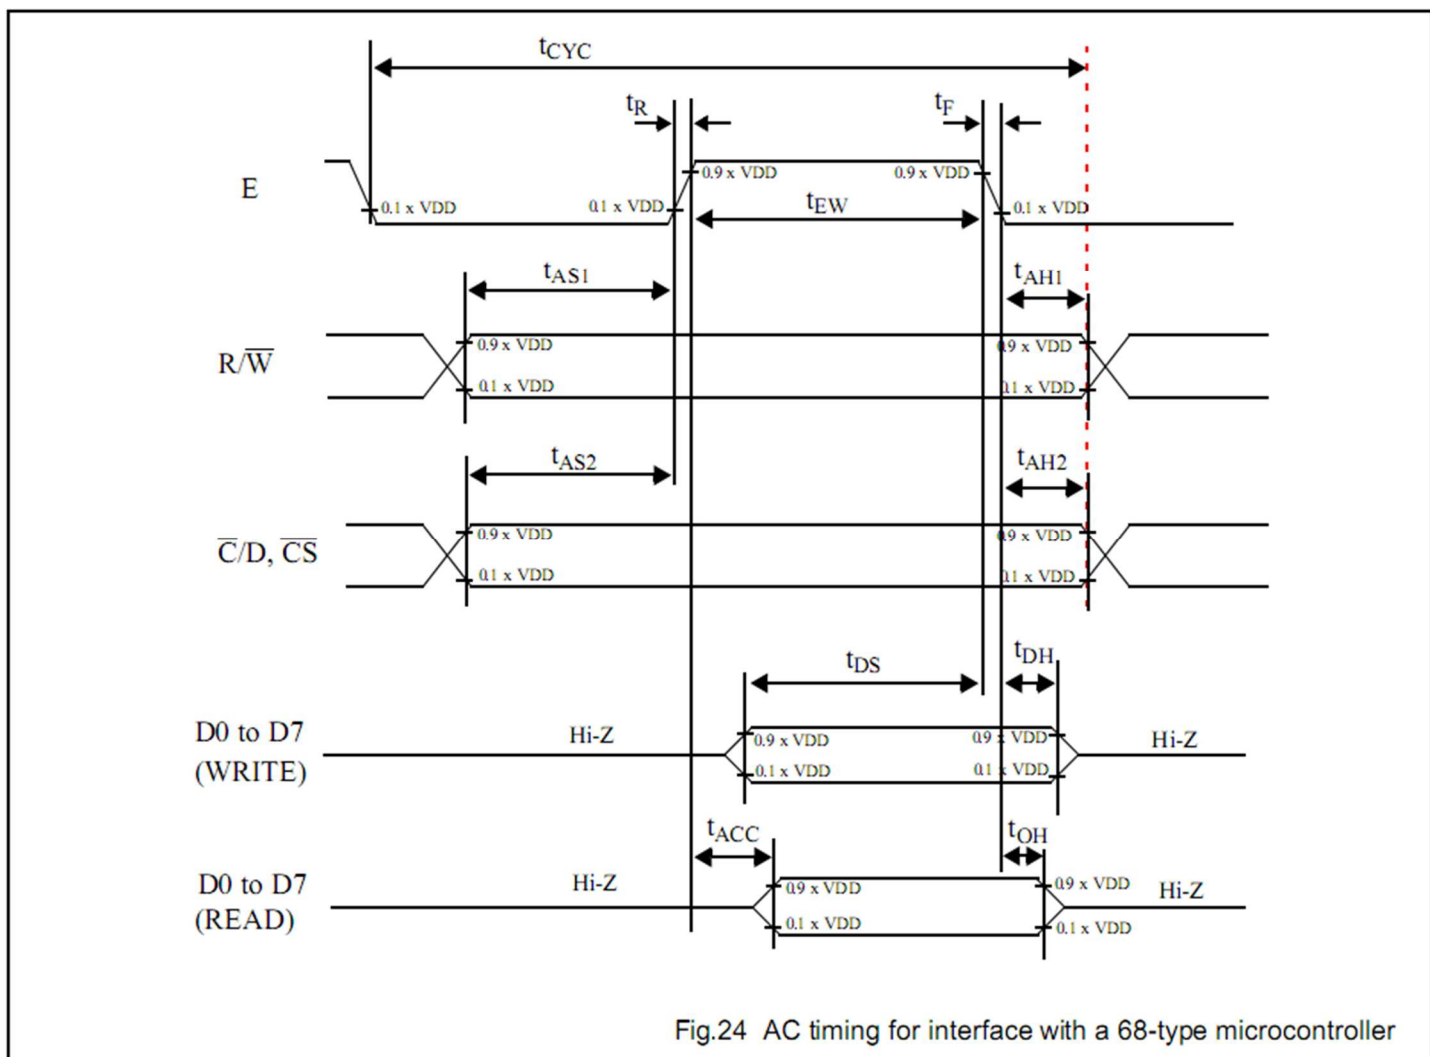 tCYC
tR
tF
E
0.9 x VDD
0.9 x VDD
0.1 x VDD
0.1 x VDD
tEW
0.1 x VDD
tAS1
tAH1
R/W̅
0.9 x VDD
0.9 x VDD
0.1 x VDD
0.1 x VDD
tAS2
tAH2
C̅/D, C̅S̅
0.9 x VDD
0.9 x VDD
0.1 x VDD
0.1 x VDD
tDS
tDH
D0 to D7
(WRITE)
Hi-Z
0.9 x VDD
0.9 x VDD
Hi-Z
0.1 x VDD
0.1 x VDD
tACC
tOH
D0 to D7
(READ)
Hi-Z
0.9 x VDD
0.9 x VDD
Hi-Z
0.1 x VDD
0.1 x VDD
Fig.24 AC timing for interface with a 68-type microcontroller